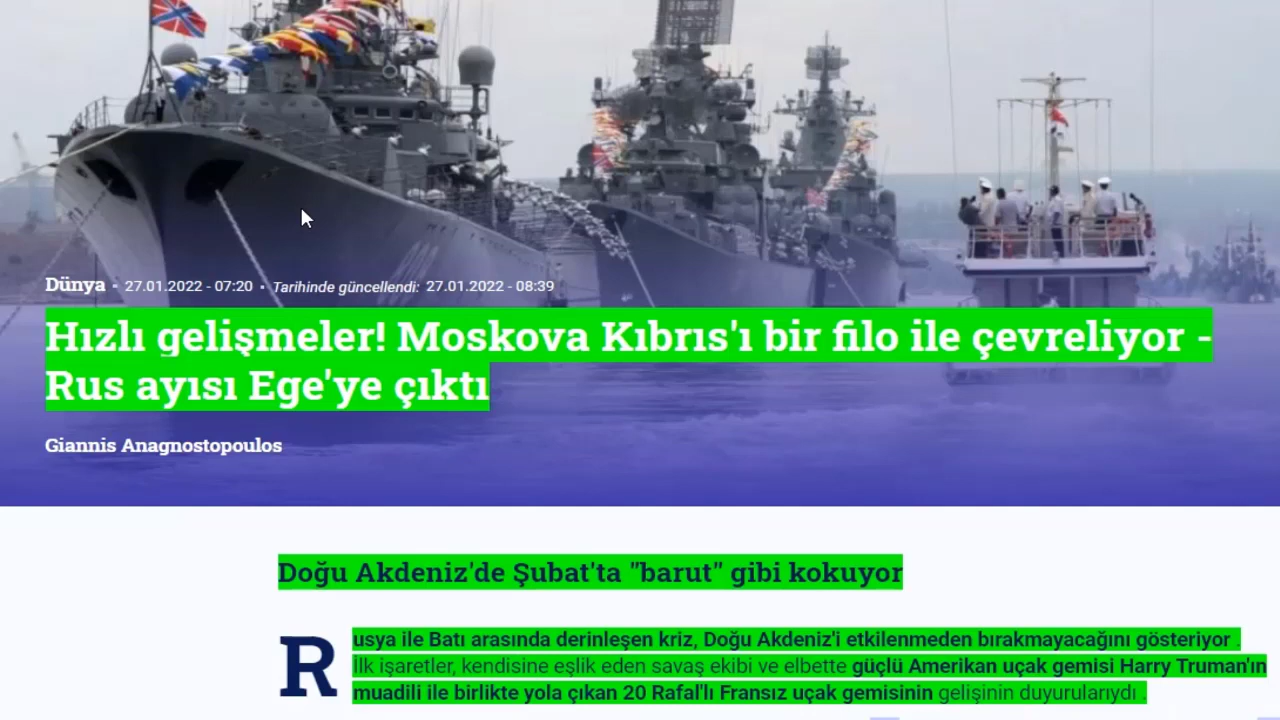 Dünya • 27.01.2022 - 07:20 • Tarihinde güncellendi: 27.01.2022 - 08:39
Hızlı gelişmeler! Moskova Kıbrıs'ı bir filo ile çevreliyor -
Rus ayısı Ege'ye çıktı
Giannis Anagnostopoulos
Doğu Akdeniz'de Şubat'ta "barut" gibi kokuyor
Rusya ile Batı arasında derinleşen kriz, Doğu Akdeniz'i etkilenmeden bırakmayacağını gösteriyor .
İlk işaretler, kendisine eşlik eden savaş ekibi ve elbette güçlü Amerikan uçak gemisi Harry Truman'ın
muadili ile birlikte yola çıkan 20 Rafal'lı Fransız uçak gemisinin gelişinin duyurularıydı .